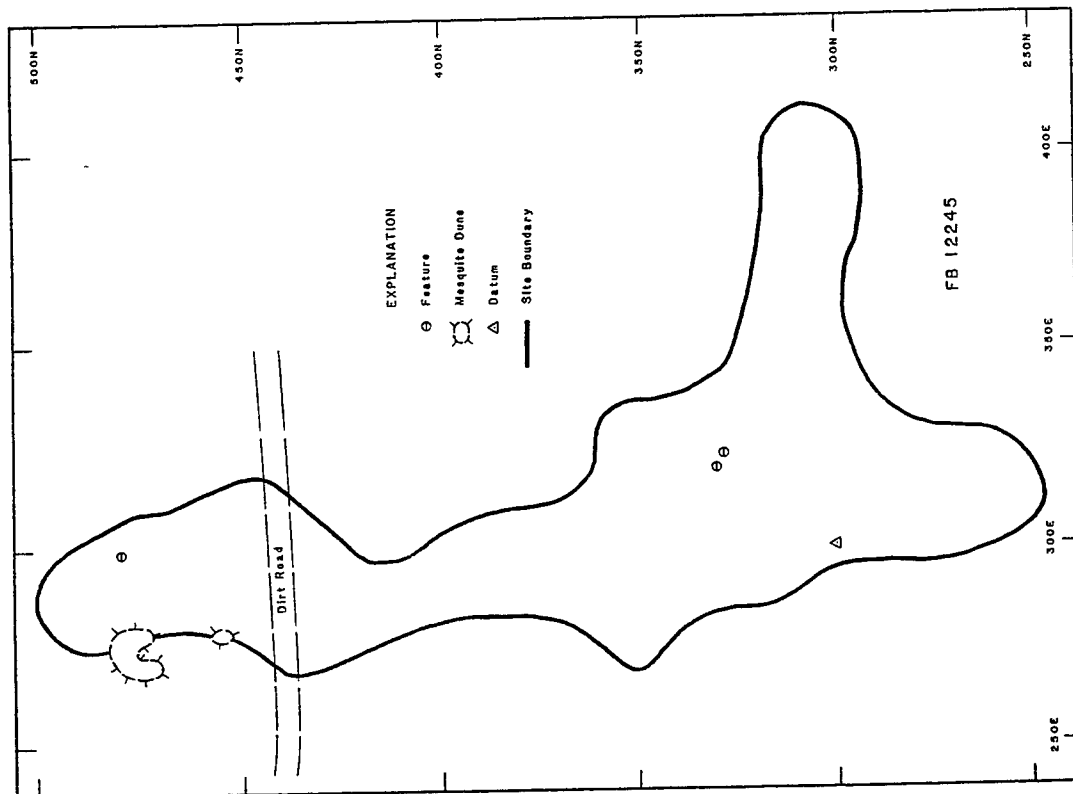 500N
450N
350N
300N
250N
400E
350E
300E
250E
EXPLANATION
Feature
Mesquite Dune
Datum
Site Boundary
Dirt Road
FB 12245